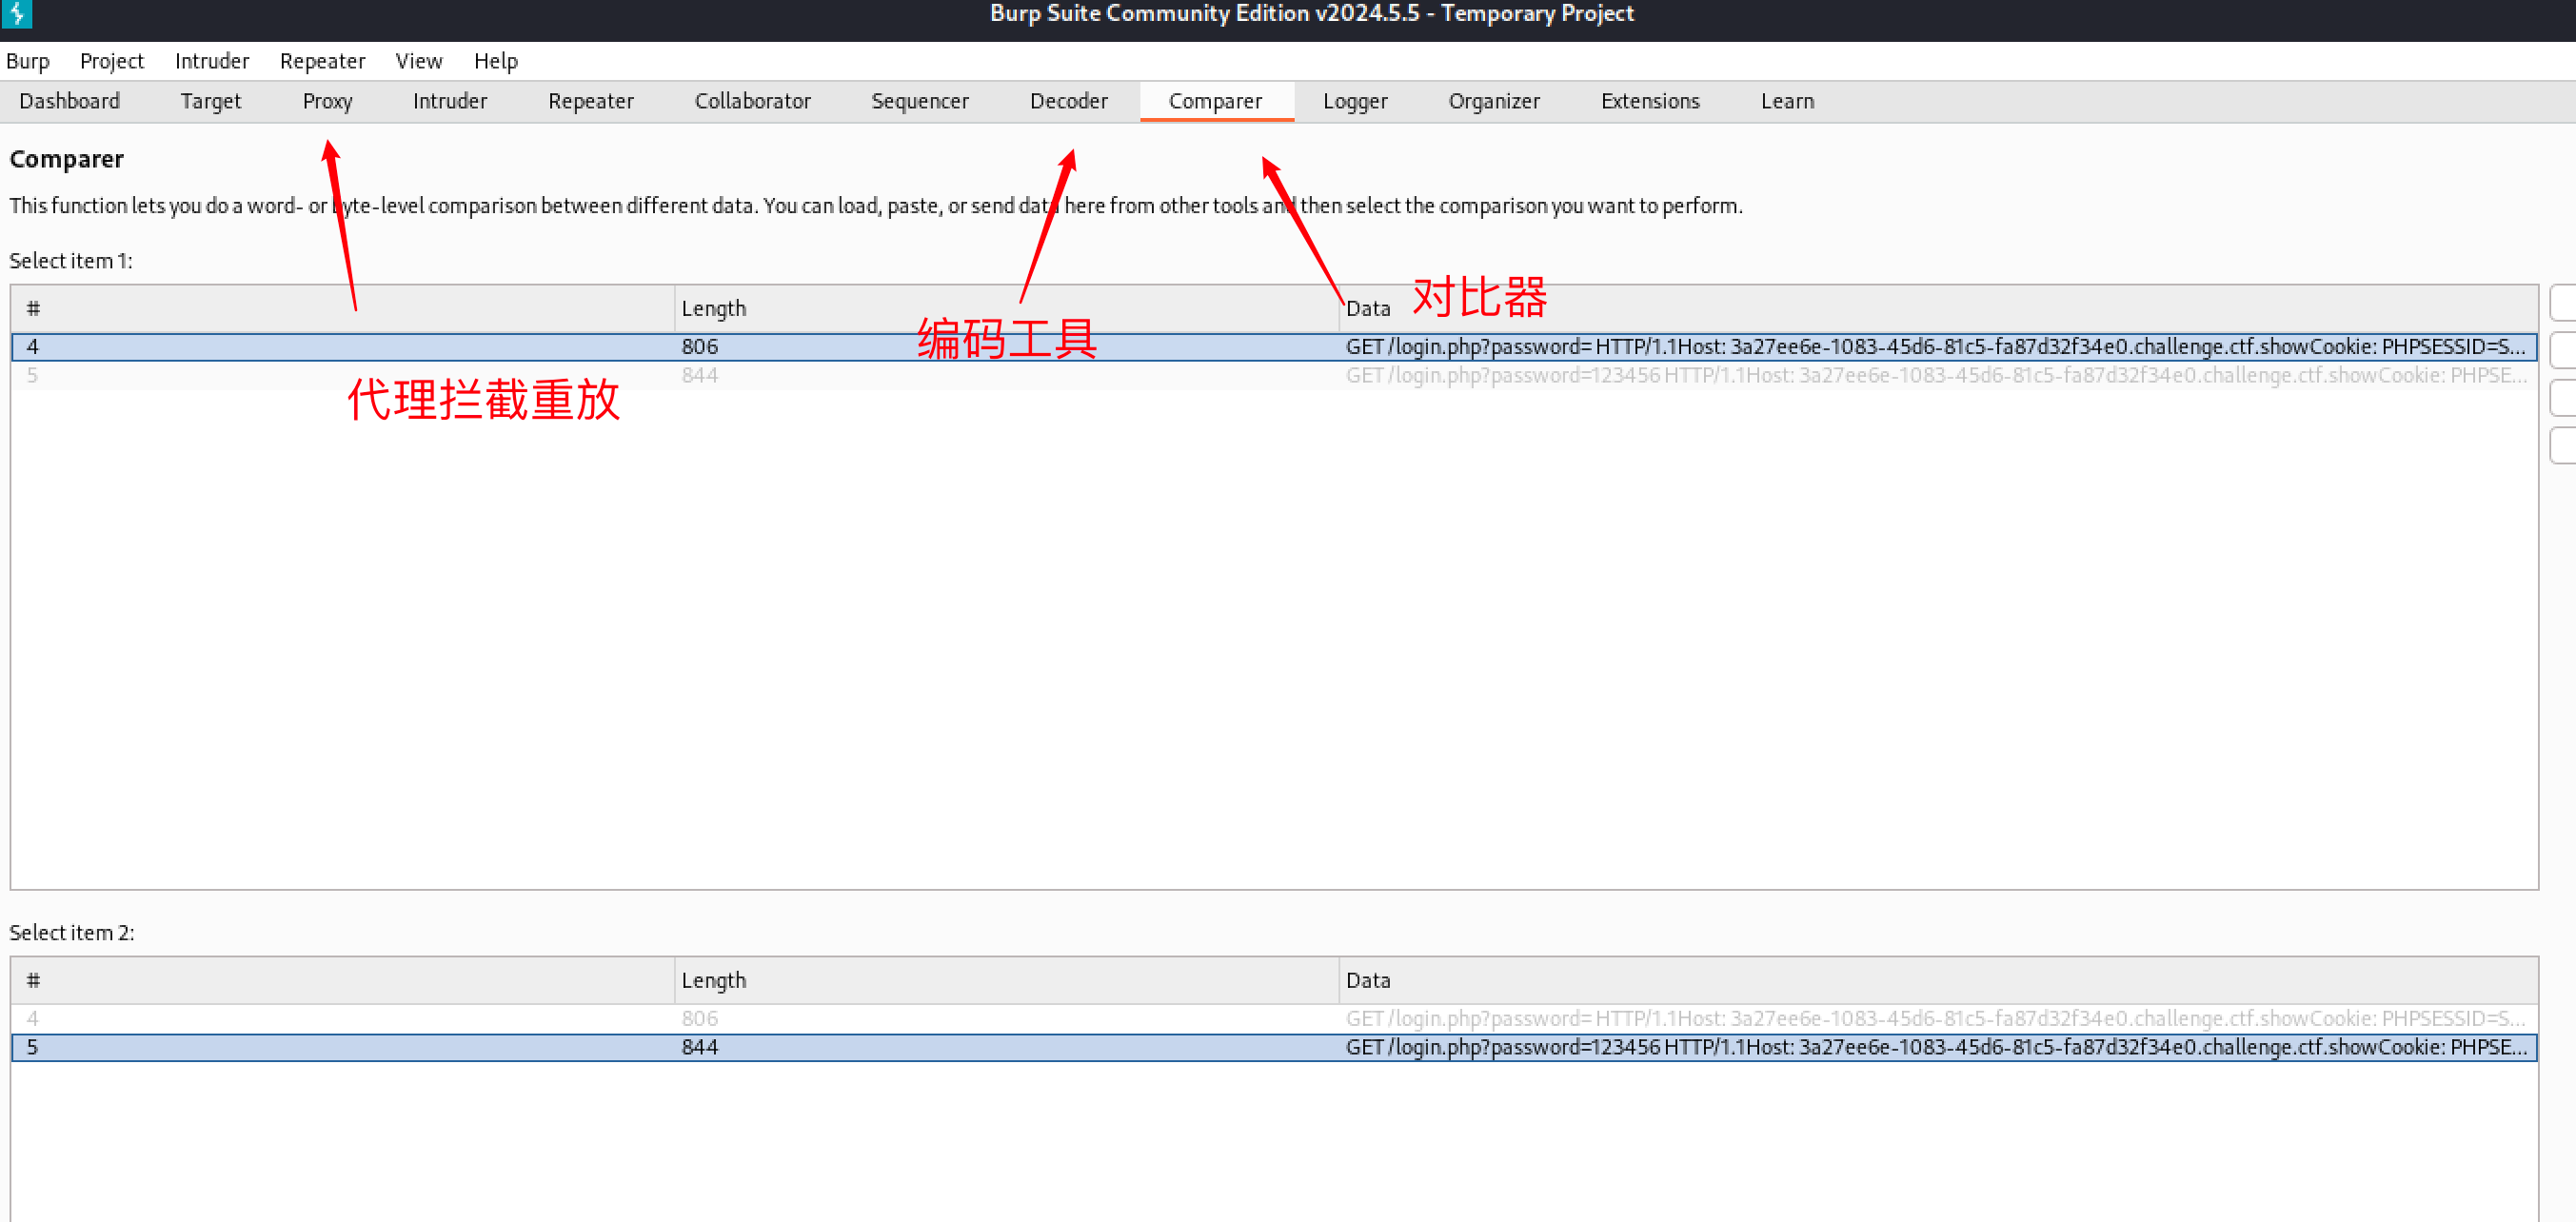 Burp Suite Community Edition v2024.5.5 - Temporary Project
Burp Project Intruder Repeater View Help
Dashboard Target Proxy Intruder Repeater Collaborator Sequencer Decoder Comparer Logger Organizer Extensions Learn
Comparer
This function lets you do a word- or byte-level comparison between different data. You can load, paste, or send data here from other tools and then select the comparison you want to perform.
Select item 1:
# Length Data
对比器
编码工具
4 806 GET /login.php?password= HTTP/1.1Host: 3a27ee6e-1083-45d6-81c5-fa87d32f34e0.challenge.ctf.showCookie: PHPSESSID=S...
5 844 GET /login.php?password=123456 HTTP/1.1Host: 3a27ee6e-1083-45d6-81c5-fa87d32f34e0.challenge.ctf.showCookie: PHPSE...
代理拦截重放
Select item 2:
# Length Data
4 806 GET /login.php?password= HTTP/1.1Host: 3a27ee6e-1083-45d6-81c5-fa87d32f34e0.challenge.ctf.showCookie: PHPSESSID=S...
5 844 GET /login.php?password=123456 HTTP/1.1Host: 3a27ee6e-1083-45d6-81c5-fa87d32f34e0.challenge.ctf.showCookie: PHPSE...